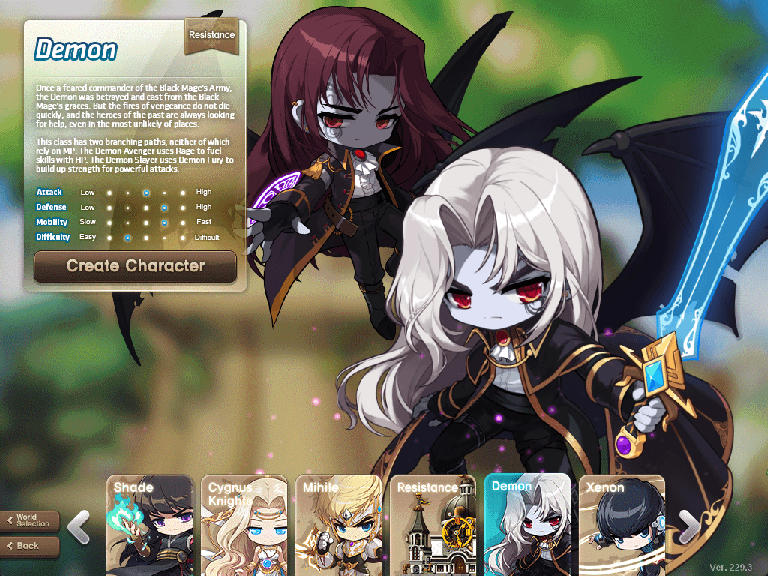 Resistance
Demon
Once a feared commander of the Black Mage's Army,
the Demon was betrayed and cast from the Black
Mage's graces. But the fires of vengeance do not die
quickly, and the heroes of the past are always looking
for help, even in the most unlikely of places.
This class has two branching paths, neither of which
rely on MP. The Demon Avenger uses Rage to fuel
skills with HP. The Demon Slayer uses Demon Fury to
build up strength for powerful attacks.
Attack Low High
Defense Low High
Mobility Slow Fast
Difficulty Easy Difficult
Create Character
Shade
Cygnus
Knights
Mihile
Resistance
Demon
Xenon
< World
Selection
< Back
Ver. 229.3